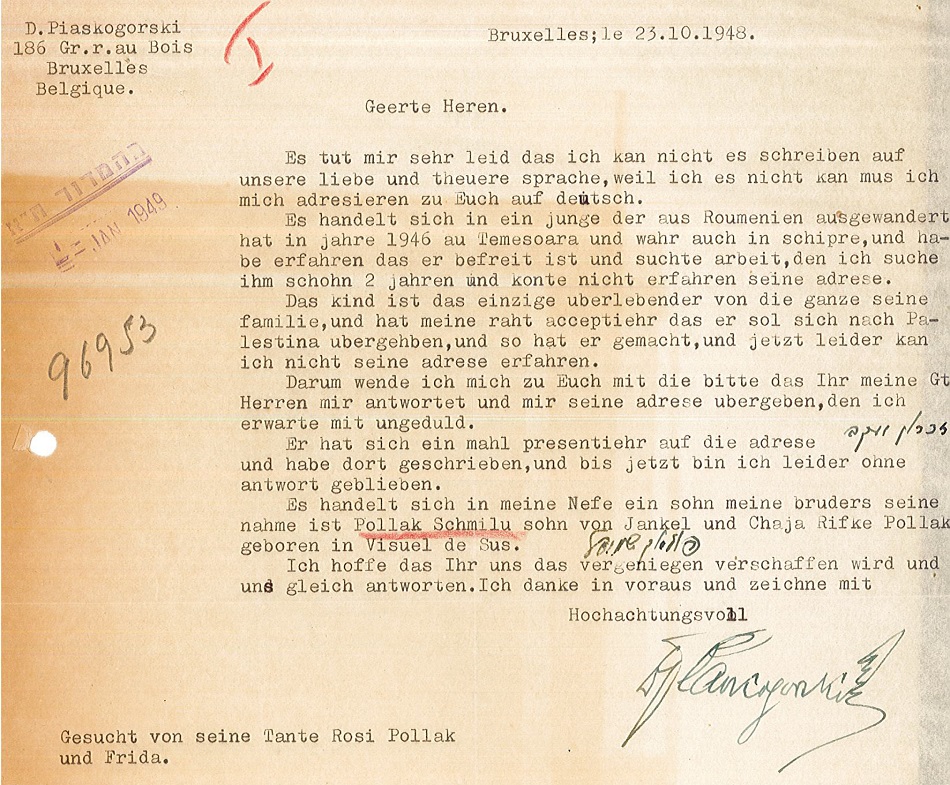 D.Piaskogorski
186 Gr.r.au Bois
Bruxelles
Belgique.
Bruxelles;le 23.10.1948.
Geerte Heren.
Es tut mir sehr leid das ich kan nicht es schreiben auf
unsere liebe und theuere sprache,weil ich es nicht kan mus ich
mich adresieren zu Euch auf deutsch.
Es handelt sich in ein junge der aus Roumenien ausgewandert
hat in jahre 1946 au Temesoara und wahr auch in schipre,und ha-
be erfahren das er befreit ist und suchte arbeit,den ich suche
ihm schohn 2 jahren und konte nicht erfahren seine adrese.
Das kind ist das einzige uberlebender von die ganze seine
familie,und hat meine raht acceptiehr das er sol sich nach Pa-
lestina ubergehben,und so hat er gemacht,und jetzt leider kan
ich nicht seine adrese erfahren.
Darum wende ich mich zu Euch mit die bitte das Ihr meine Gt
Herren mir antwortet und mir seine adrese ubergeben,den ich
erwarte mit ungeduld.
Er hat sich ein mahl presentiehr auf die adrese
und habe dort geschrieben,und bis jetzt bin ich leider ohne
antwort geblieben.
Es handelt sich in meine Nefe ein sohn meine bruders seine
nahme ist Pollak Schmilu sohn von Jankel und Chaja Rifke Pollak
geboren in Visuel de Sus. פולק שמואל
Ich hoffe das Ihr uns das vergeniegen verschaffen wird und
uns gleich antworten.Ich danke in voraus und zeichne mit
Hochachtungsvoll
Gesucht von seine Tante Rosi Pollak
und Frida.
JAN 1949
96953